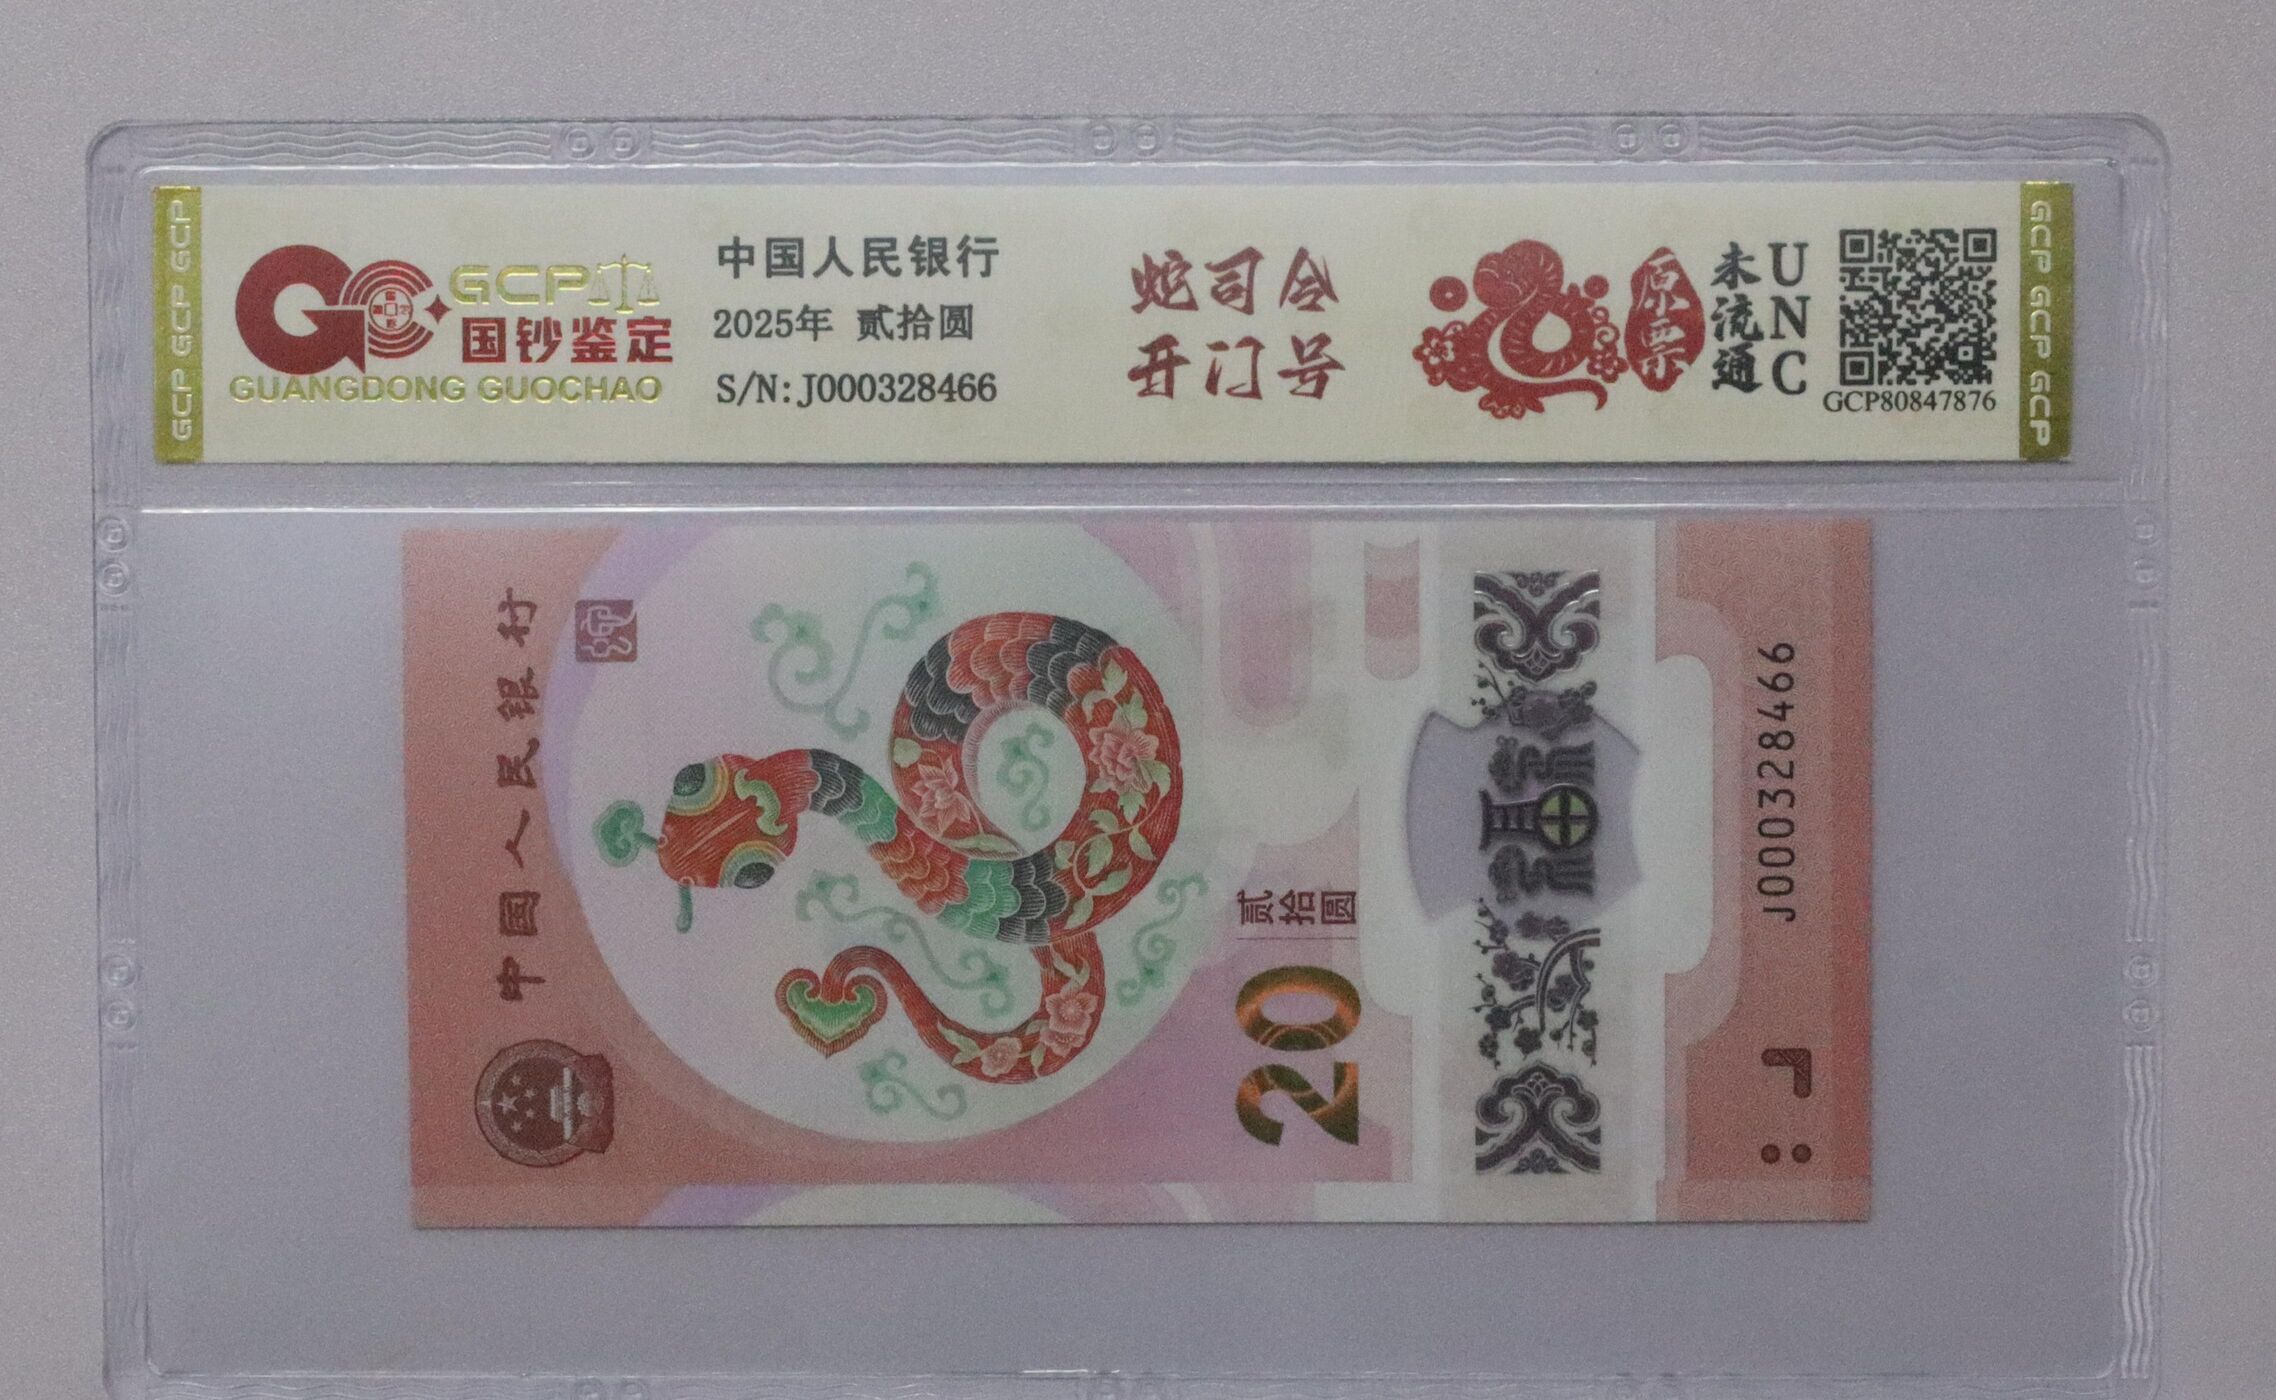 GCP GCP GCP
GCP
国钞鉴定
GUANGDONG GUOCHAO
中国人民银行
2025年 贰拾圆
S/N:J000328466
蛇司令
开门号
原票
未流通
UNC
GCP80847876
GCP GCP GCP
中国人民银行
贰拾圆
20
福
J000328466